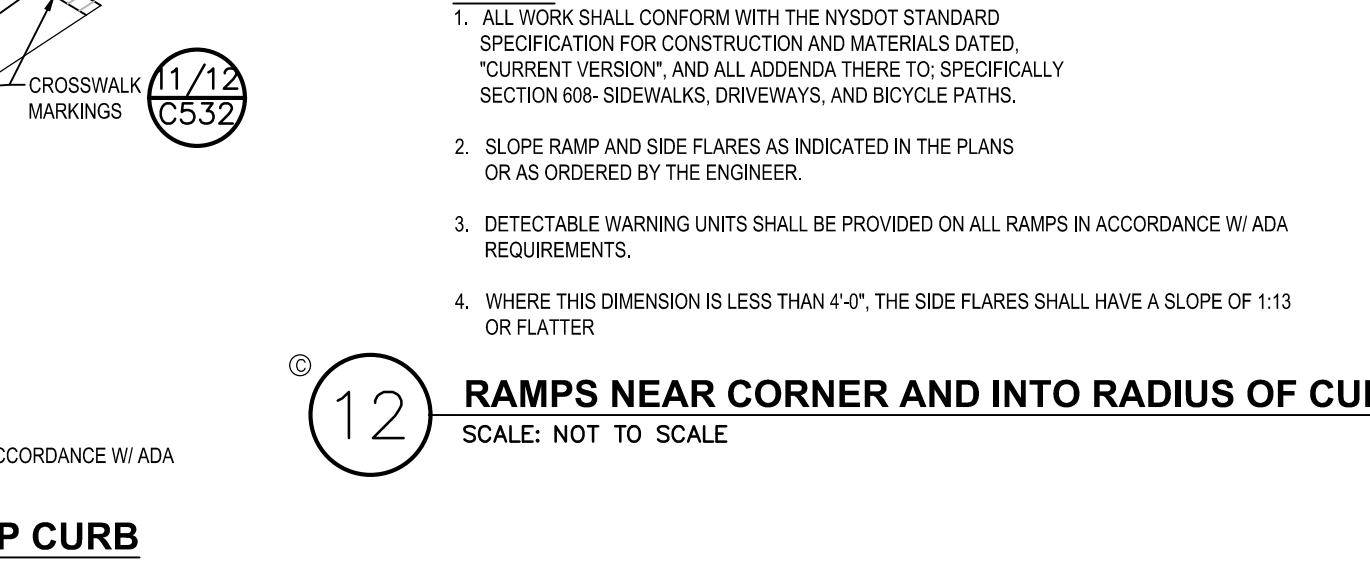 1. ALL WORK SHALL CONFORM WITH THE NYSDOT STANDARD
SPECIFICATION FOR CONSTRUCTION AND MATERIALS DATED,
"CURRENT VERSION", AND ALL ADDENDA THERE TO; SPECIFICALLY
SECTION 608- SIDEWALKS, DRIVEWAYS, AND BICYCLE PATHS.
CROSSWALK
MARKINGS
11/12
C532
2. SLOPE RAMP AND SIDE FLARES AS INDICATED IN THE PLANS
OR AS ORDERED BY THE ENGINEER.
3. DETECTABLE WARNING UNITS SHALL BE PROVIDED ON ALL RAMPS IN ACCORDANCE W/ ADA
REQUIREMENTS.
4. WHERE THIS DIMENSION IS LESS THAN 4'-0", THE SIDE FLARES SHALL HAVE A SLOPE OF 1:13
OR FLATTER
©
12
RAMPS NEAR CORNER AND INTO RADIUS OF
SCALE: NOT TO SCALE
W/ ADA
CURB